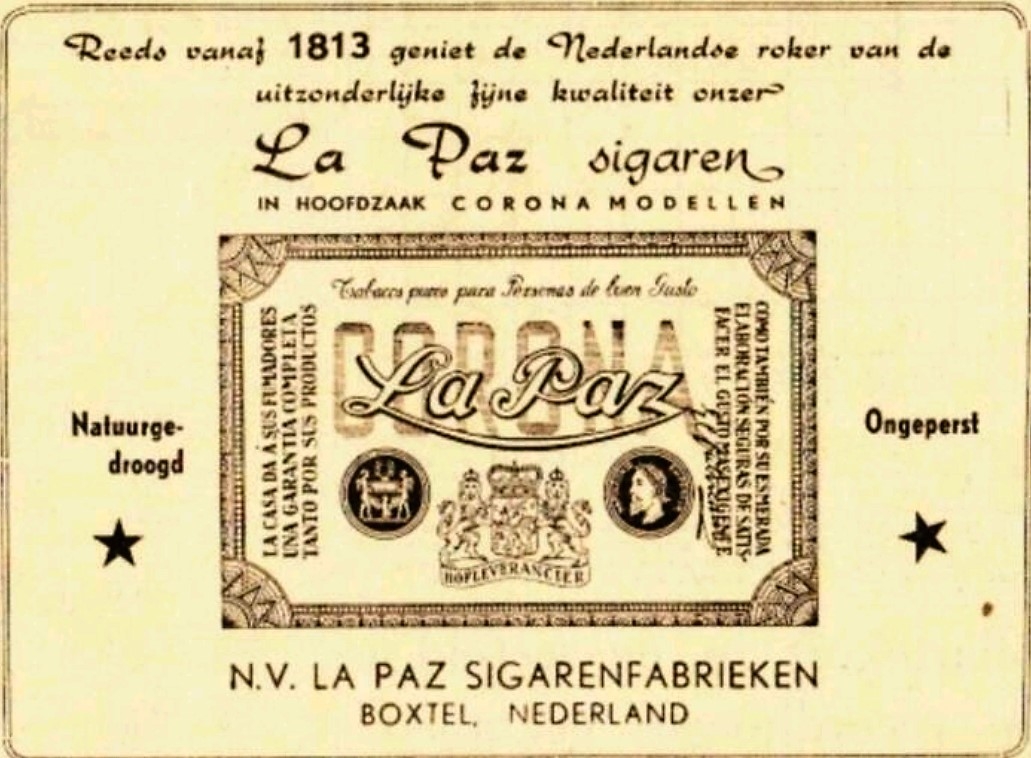 Reeds vanaf 1813 geniet de Nederlandse roker van de
uitzonderlijke fijne kwaliteit onzer
La Paz sigaren
IN HOOFDZAAK CORONA MODELLEN
Tabacos puros para Personas de buen Gusto
LA CASA DA Á SUS FUMADORES
UNA GARANTIA COMPLETA
TANTO POR SUS PRODUCTOS
CORONA
La Paz
COMO TAMBIÉN POR SU ESMERADA
ELABORACIÓN SEGURAS DE SATIS-
FACER EL GUSTO MAS EXIGENTE
HOFLEVERANCIER
Natuurge-
droogd
Ongeperst
N.V. LA PAZ SIGARENFABRIEKEN
BOXTEL, NEDERLAND